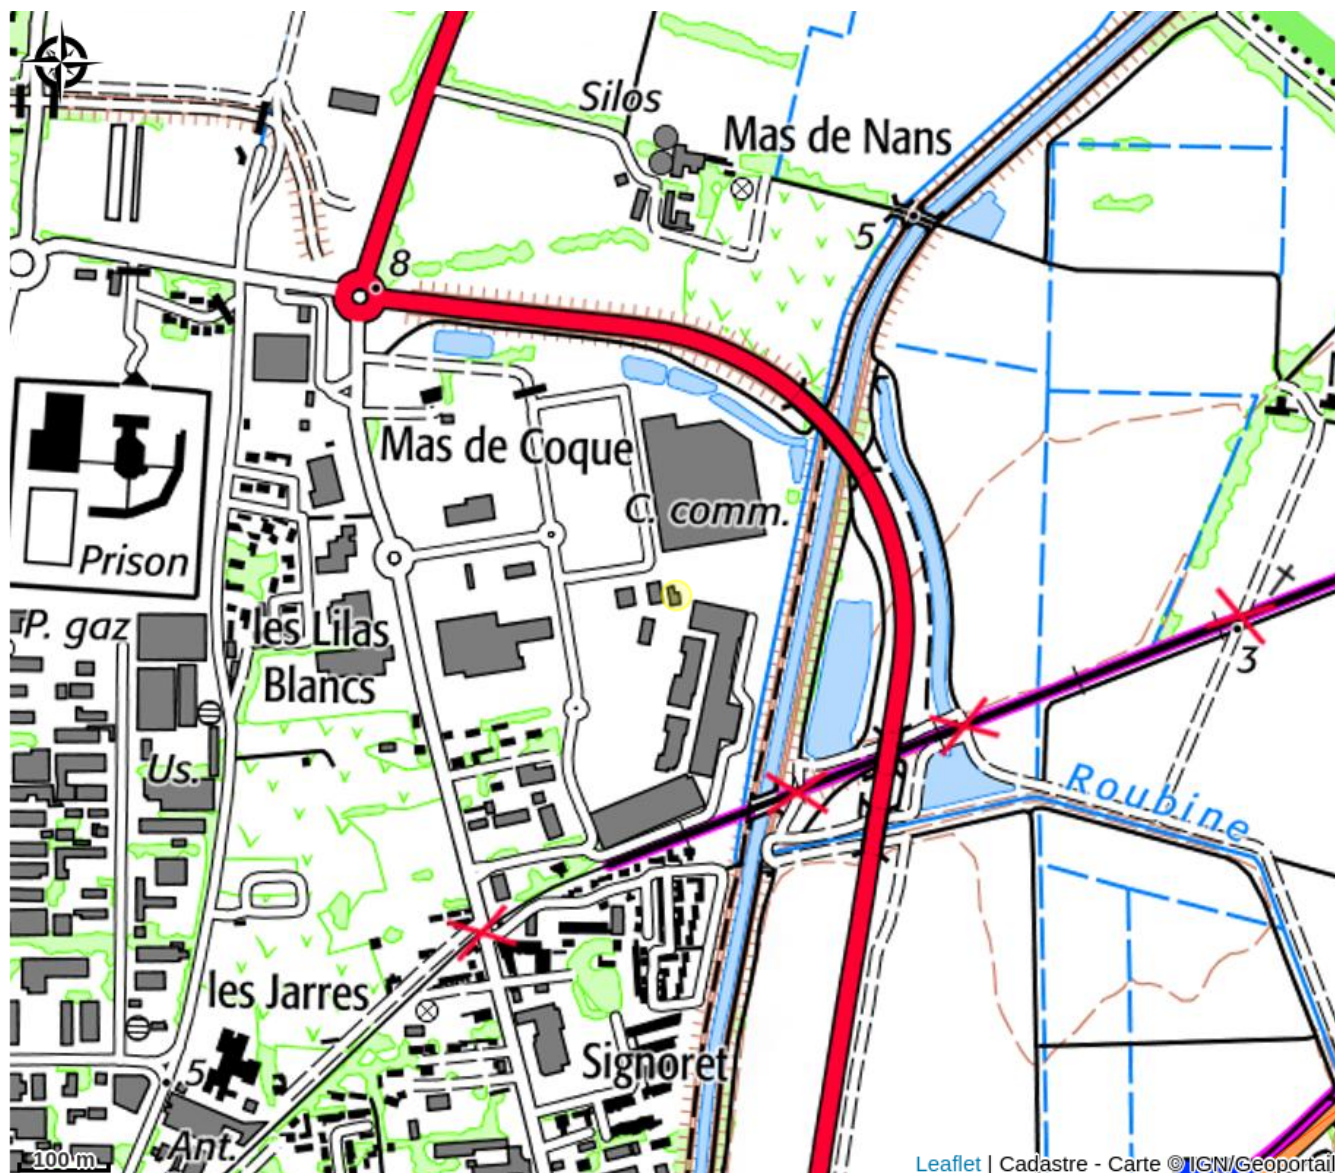 Silos
Mas de Nans
5
8
Mas de Coque
C. comm.
Prison
P. gaz
les Lilas
Blancs
3
Us.
Roubine
les Jarres
Signoret
5
Ant.
100 m
Leaflet | Cadastre - Carte © IGN/Geoportail